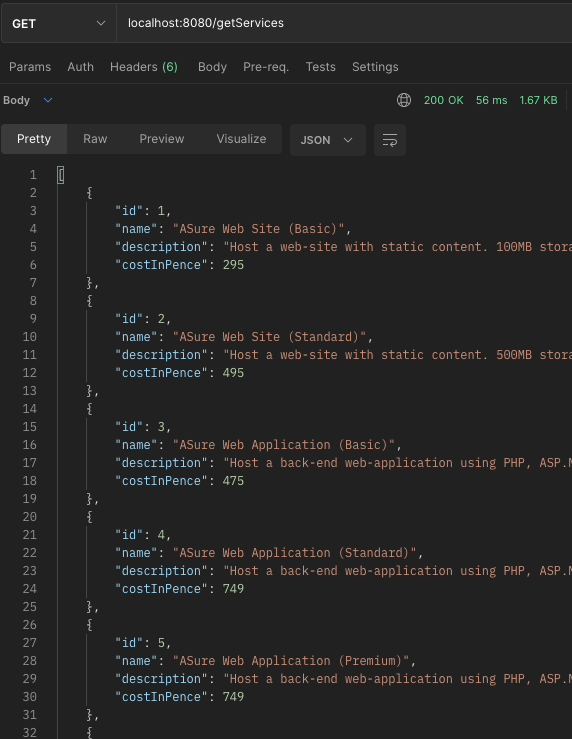 GET localhost:8080/getServices
Params Auth Headers (6) Body Pre-req. Tests Settings
Body 200 OK 56 ms 1.67 KB
Pretty Raw Preview Visualize JSON
1 [
2 {
3 "id": 1,
4 "name": "ASure Web Site (Basic)",
5 "description": "Host a web-site with static content. 100MB stora
6 "costInPence": 295
7 },
8 {
9 "id": 2,
10 "name": "ASure Web Site (Standard)",
11 "description": "Host a web-site with static content. 500MB stora
12 "costInPence": 495
13 },
14 {
15 "id": 3,
16 "name": "ASure Web Application (Basic)",
17 "description": "Host a back-end web-application using PHP, ASP.N
18 "costInPence": 475
19 },
20 {
21 "id": 4,
22 "name": "ASure Web Application (Standard)",
23 "description": "Host a back-end web-application using PHP, ASP.N
24 "costInPence": 749
25 },
26 {
27 "id": 5,
28 "name": "ASure Web Application (Premium)",
29 "description": "Host a back-end web-application using PHP, ASP.N
30 "costInPence": 749
31 },
32 {